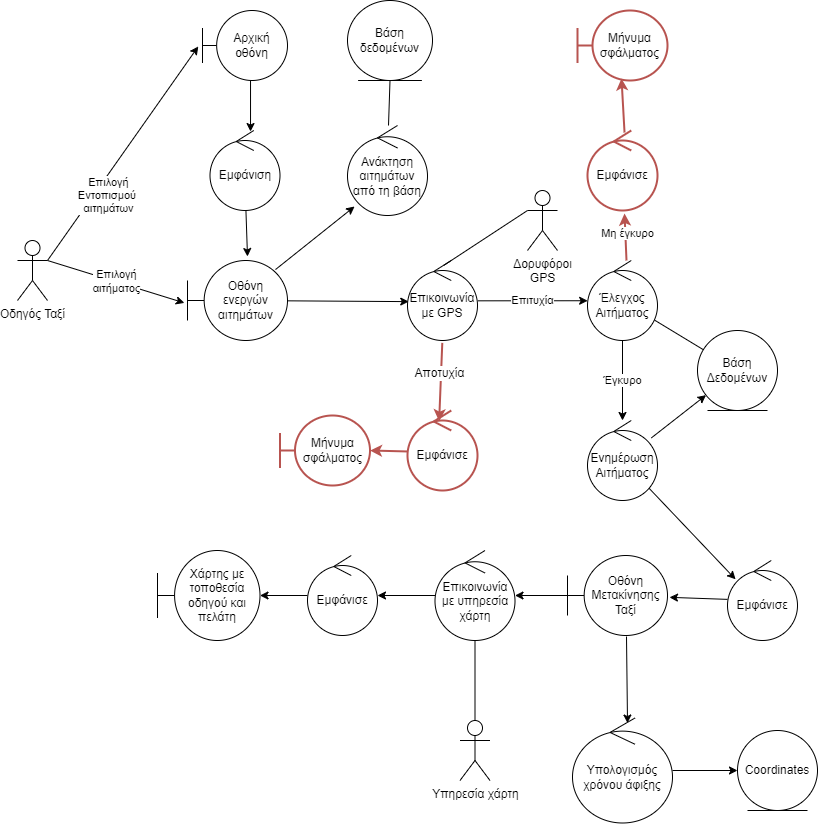 Αρχική
οθόνη
Βάση
δεδομένων
Μήνυμα
σφάλματος
Επιλογή
Εντοπισμού
αιτημάτων
Εμφάνιση
Ανάκτηση
αιτημάτων
από τη βάση
Εμφάνισε
Μη έγκυρο
Δορυφόροι
GPS
Οδηγός Ταξί
Επιλογή
αιτήματος
Οθόνη
ενεργών
αιτημάτων
Επικοινωνία
με GPS
Επιτυχία
Έλεγχος
Αιτήματος
Αποτυχία
Έγκυρο
Βάση
Δεδομένων
Μήνυμα
σφάλματος
Εμφάνισε
Ενημέρωση
Αιτήματος
Χάρτης με
τοποθεσία
οδηγού και
πελάτη
Εμφάνισε
Επικοινωνία
με υπηρεσία
χάρτη
Οθόνη
Μετακίνησης
Ταξί
Εμφάνισε
Υπηρεσία χάρτη
Υπολογισμός
χρόνου άφιξης
Coordinates